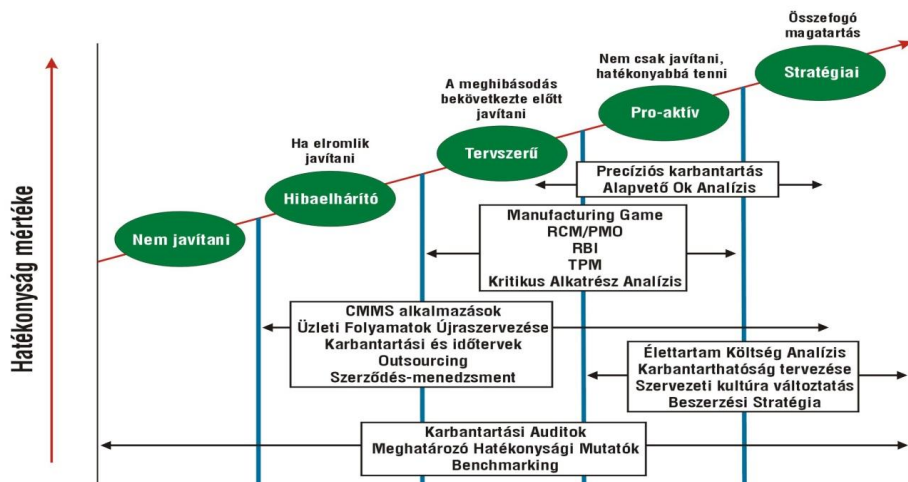 Összefogó
magatartás
Stratégiai
Nem csak javítani,
hatékonyabbá tenni
Pro-aktív
A meghibásodás
bekövetkezte előtt
javítani
Tervszerű
Ha elromlik
javítani
Hibaelhárító
Nem javítani
Hatékonyság mértéke
Precíziós karbantartás
Alapvető Ok Analízis
Manufacturing Game
RCM/PMO
RBI
TPM
Kritikus Alkatrész Analízis
CMMS alkalmazások
Üzleti Folyamatok Újraszervezése
Karbantartási és időtervek
Outsourcing
Szerződés-menedzsment
Élettartam Költség Analízis
Karbantarthatóság tervezése
Szervezeti kultúra változtatás
Beszerzési Stratégia
Karbantartási Auditok
Meghatározó Hatékonysági Mutatók
Benchmarking